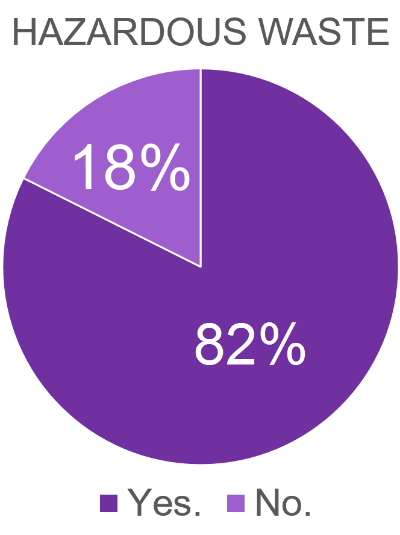 HAZARDOUS WASTE
18%
82%
Yes. No.